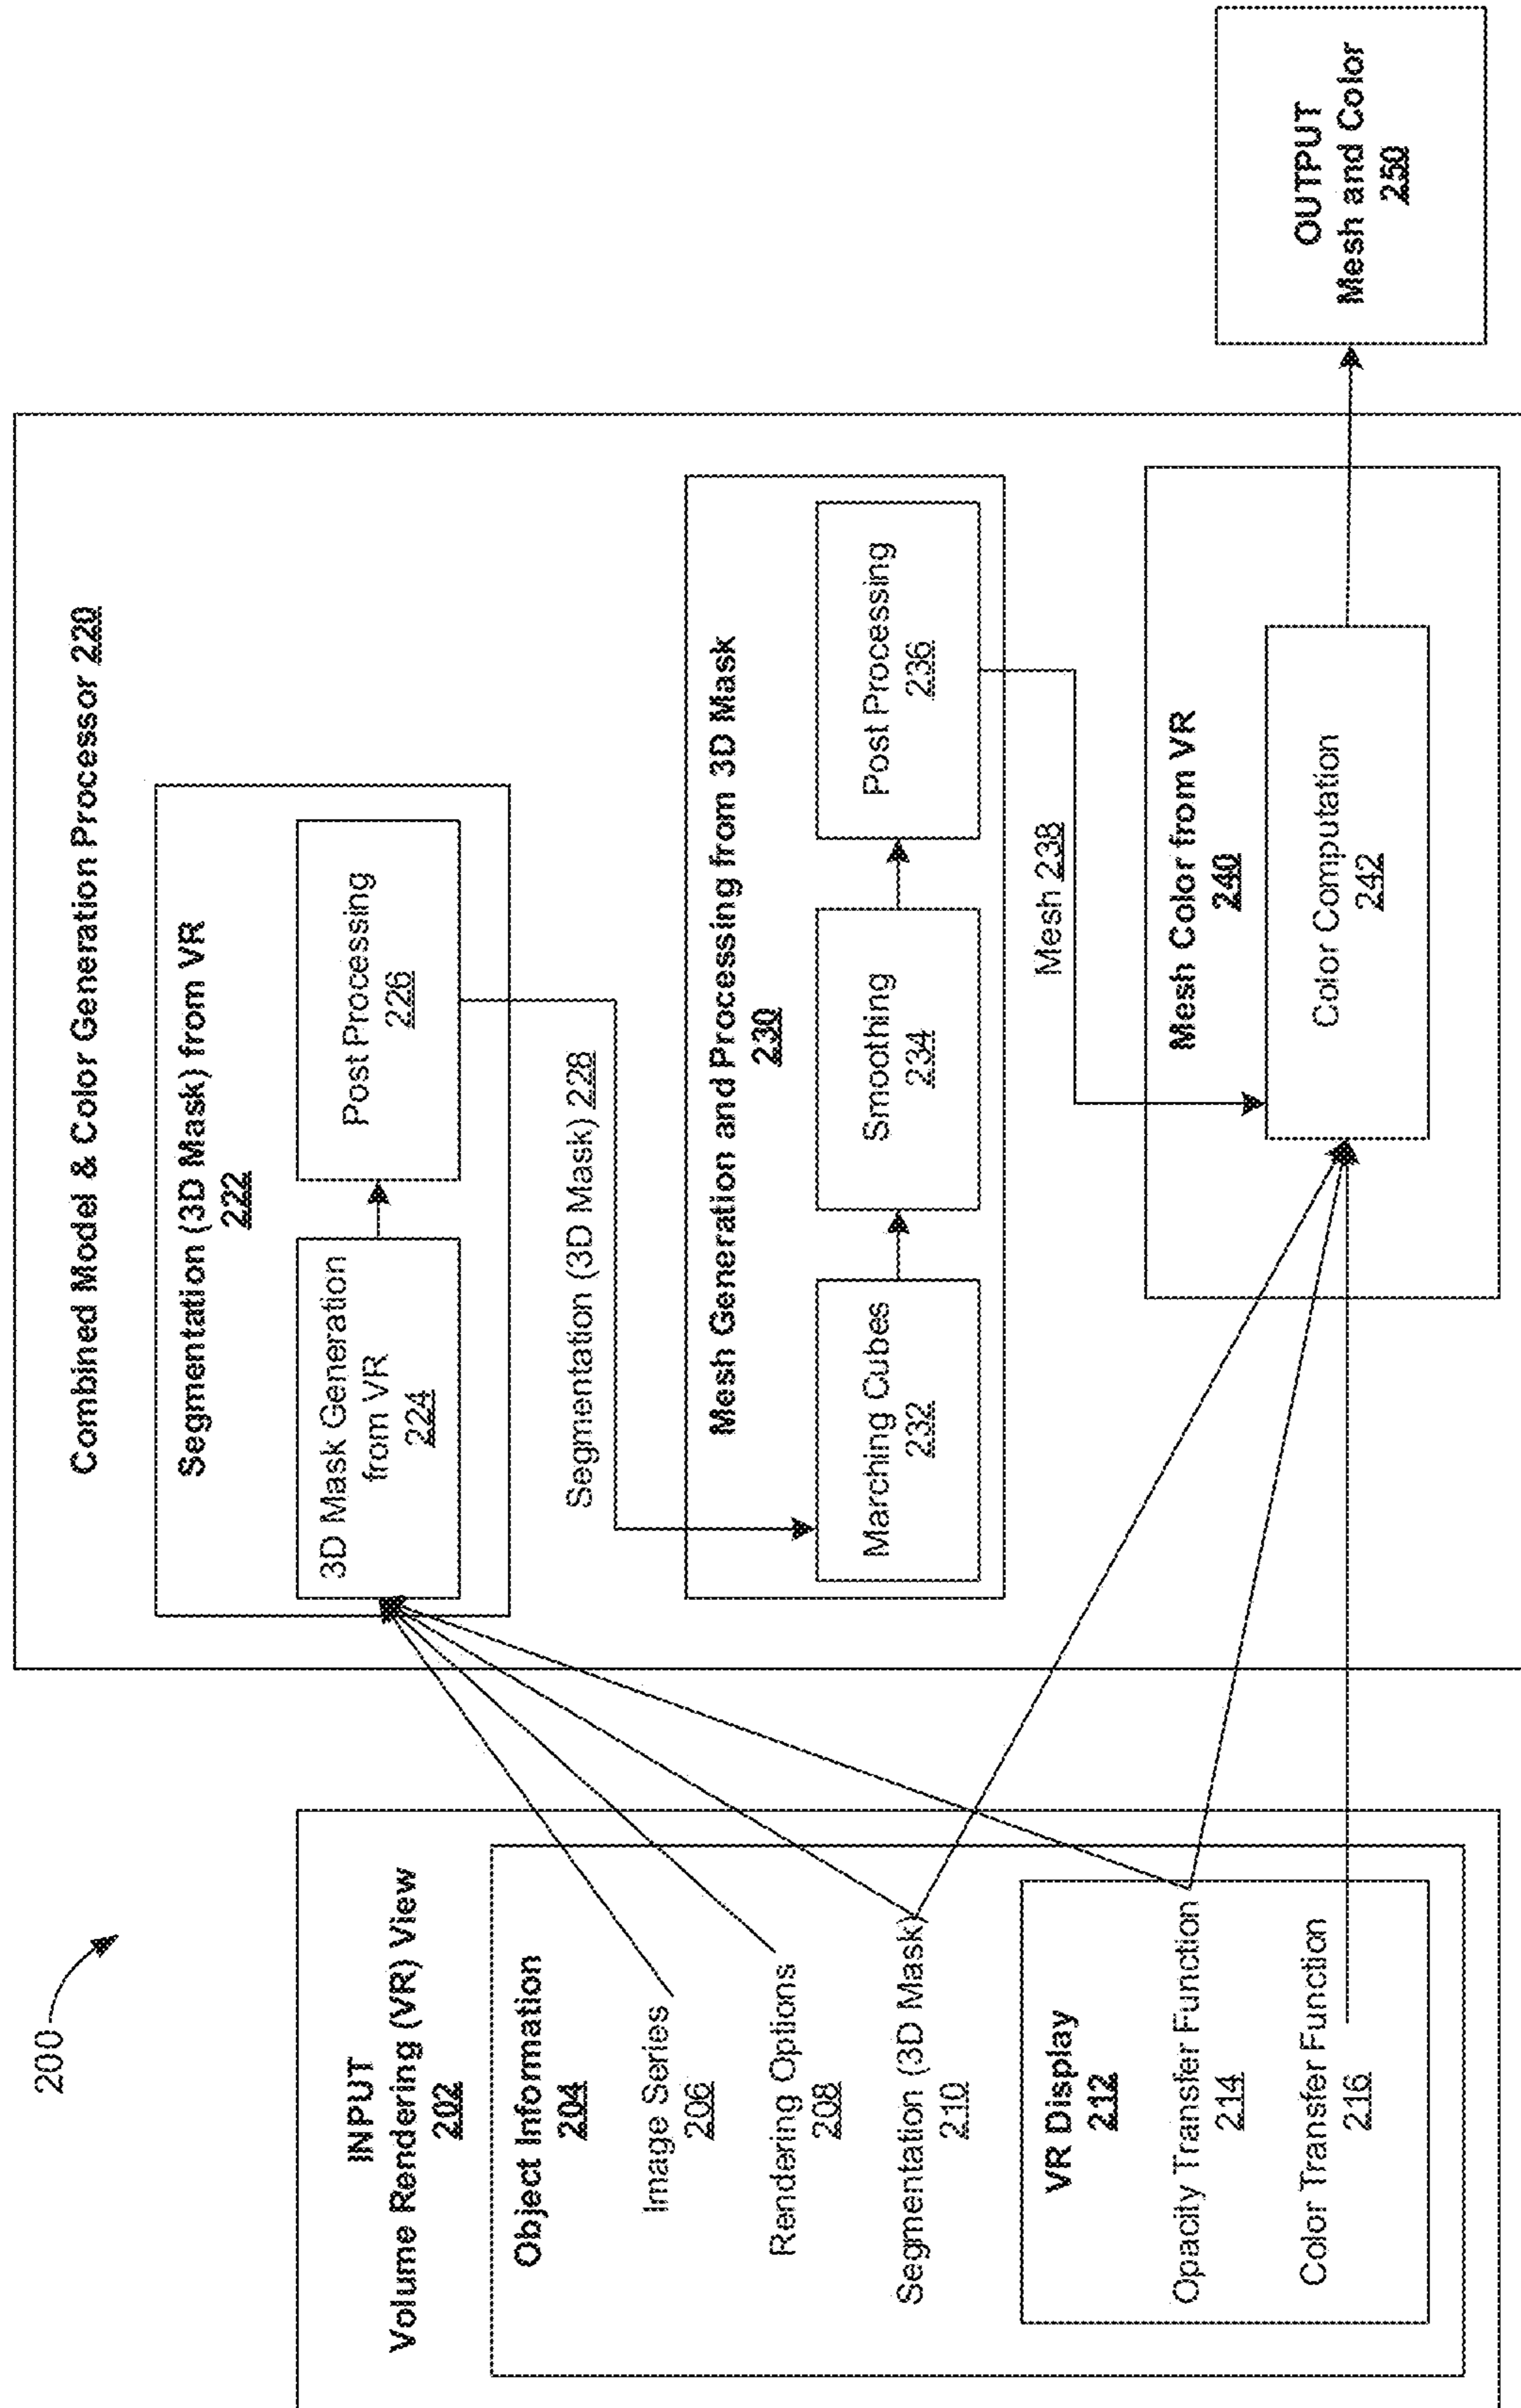 200
INPUT
Volume Rendering (VR) View
202
Object Information
204
Image Series
206
Rendering Options
208
Segmentation (3D Mask)
210
VR Display
212
Opacity Transfer Function
214
Color Transfer Function
216
Combined Model & Color Generation Processor 220
Segmentation (3D Mask) from VR
222
3D Mask Generation
from VR
224
Post Processing
226
Segmentation (3D Mask) 228
Mesh Generation and Processing from 3D Mask
230
Marching Cubes
232
Smoothing
234
Post Processing
236
Mesh 238
Mesh Color from VR
240
Color Computation
242
OUTPUT
Mesh and Color
250